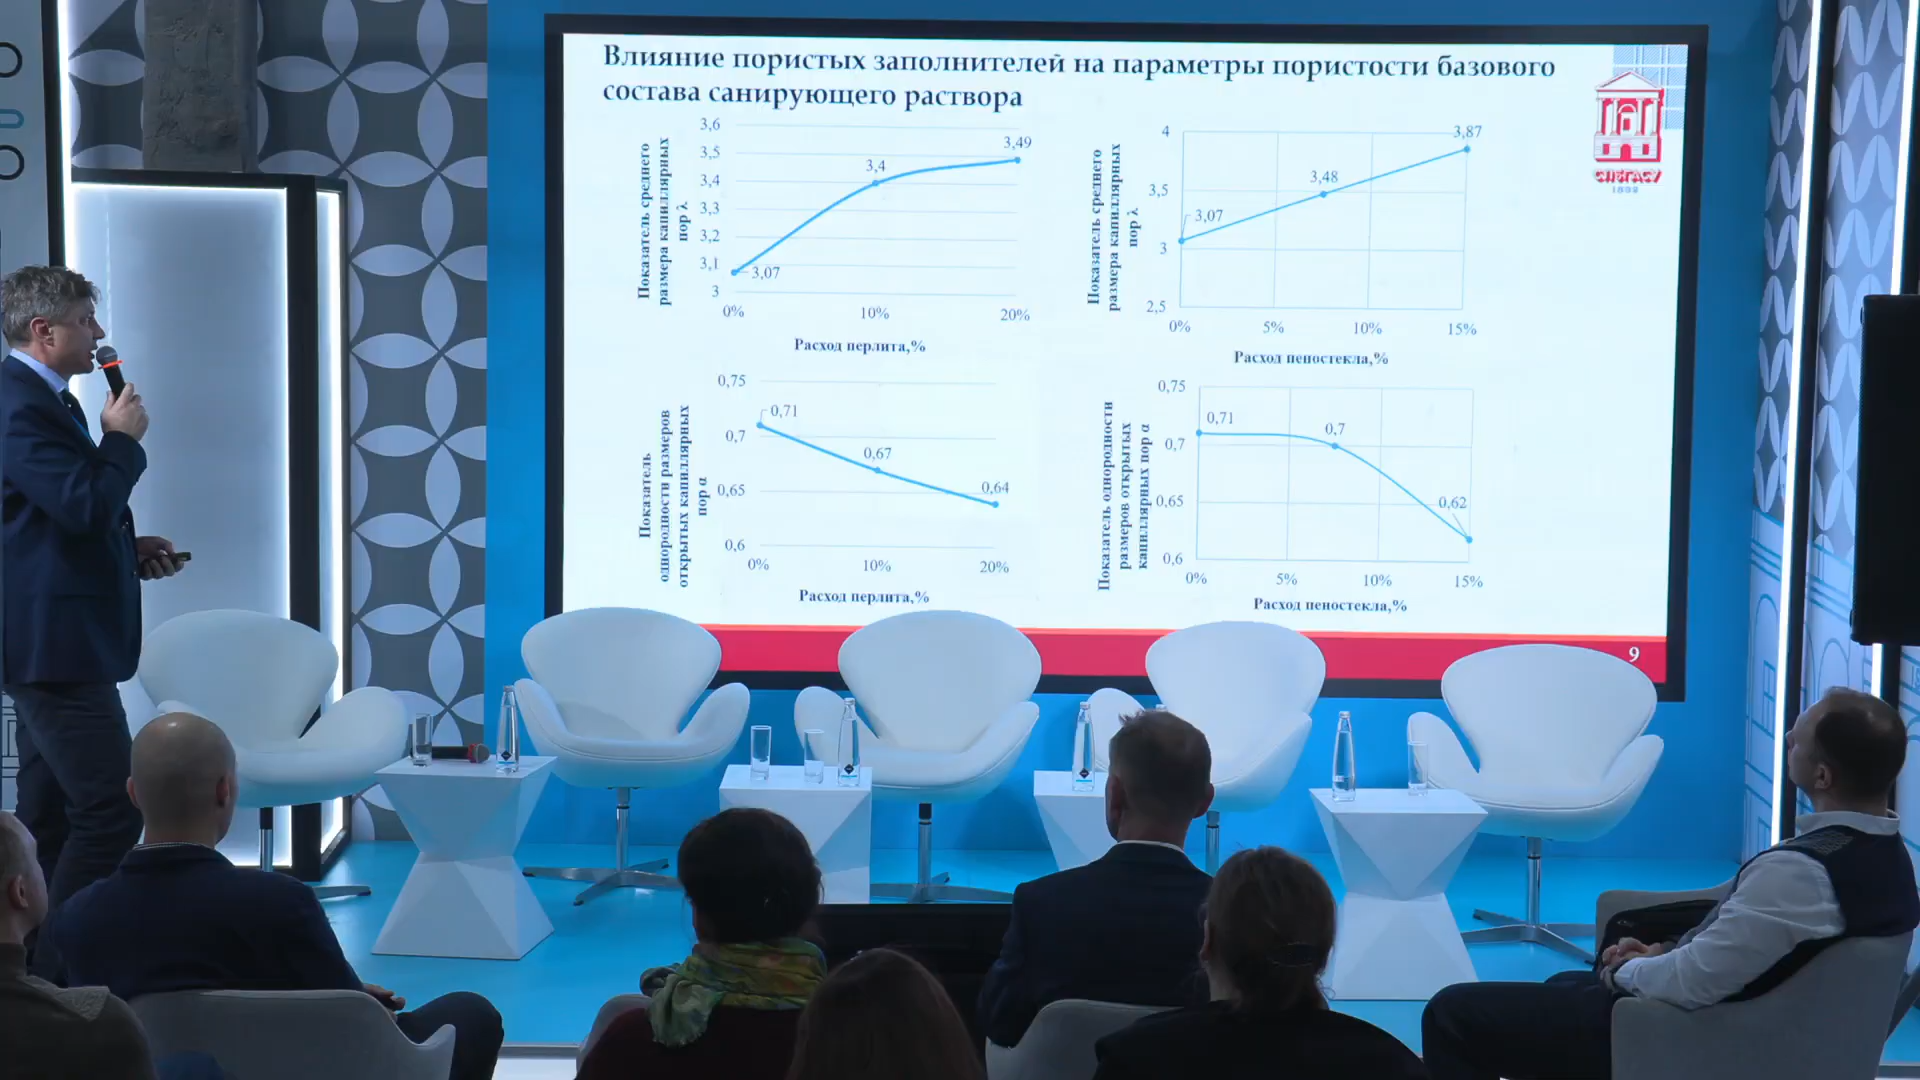 Влияние пористых заполнителей на параметры пористости базового
состава санирующего раствора
СПбГАСУ
1832
Показатель среднего
размера капиллярных
пор λ
3,6
3,5
3,4
3,3
3,2
3,1
3
3,07
3,4
3,49
0%
10%
20%
Расход перлита,%
Показатель среднего
размера капиллярных
пор λ
4
3,5
3
2,5
3,07
3,48
3,87
0%
5%
10%
15%
Расход пеностекла,%
Показатель
однородности размеров
открытых капиллярных
пор α
0,75
0,7
0,65
0,6
0,71
0,67
0,64
0%
10%
20%
Расход перлита,%
Показатель однородности
размеров открытых
капиллярных пор α
0,75
0,7
0,65
0,6
0,71
0,7
0,62
0%
5%
10%
15%
Расход пеностекла,%
9